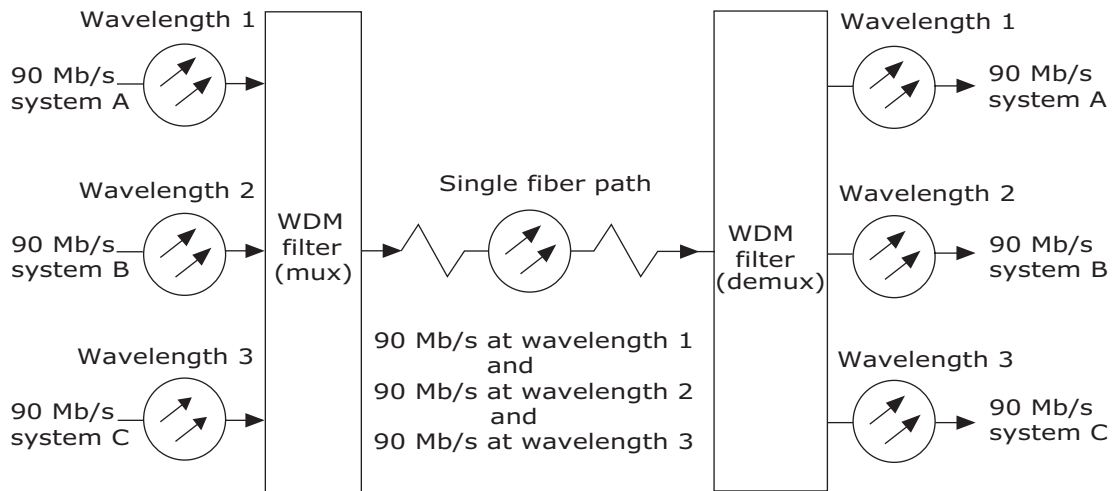 Wavelength 1
90 Mb/s
system A
Wavelength 2
90 Mb/s
system B
Wavelength 3
90 Mb/s
system C
WDM
filter
(mux)
Single fiber path
90 Mb/s at wavelength 1
and
90 Mb/s at wavelength 2
and
90 Mb/s at wavelength 3
WDM
filter
(demux)
Wavelength 1
90 Mb/s
system A
Wavelength 2
90 Mb/s
system B
Wavelength 3
90 Mb/s
system C